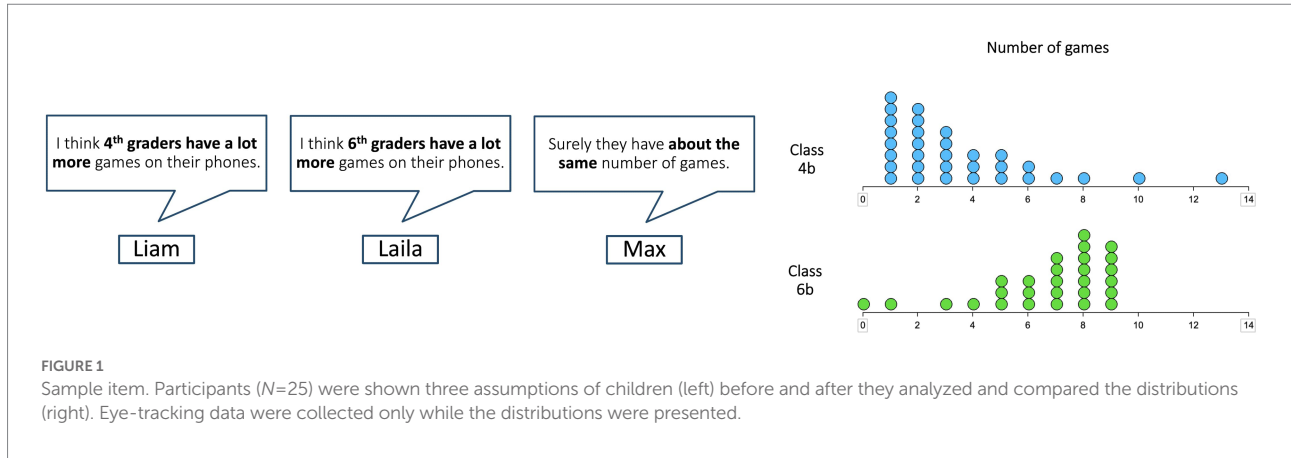 I think 4th graders have a lot
more games on their phones.
Liam
I think 6th graders have a lot
more games on their phones.
Laila
Surely they have about the
same number of games.
Max
Number of games
Class
4b
0 2 4 6 8 10 12 14
Class
6b
0 2 4 6 8 10 12 14
FIGURE 1
Sample item. Participants (N=25) were shown three assumptions of children (left) before and after they analyzed and compared the distributions
(right). Eye-tracking data were collected only while the distributions were presented.